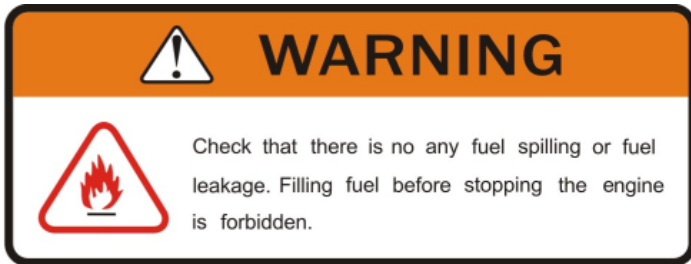 WARNING
Check that there is no any fuel spilling or fuel
leakage. Filling fuel before stopping the engine
is forbidden.